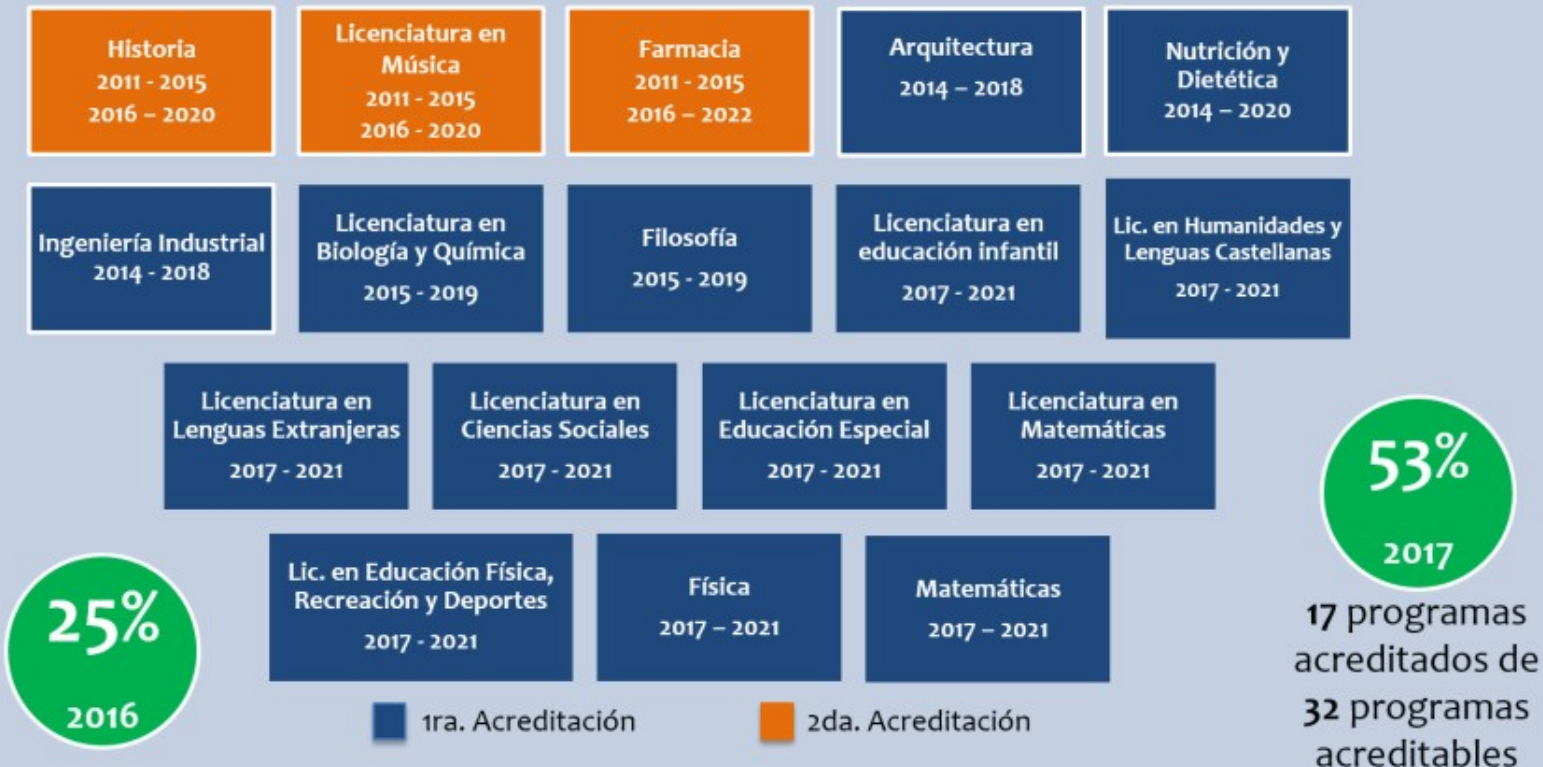 Historia
2011 - 2015
2016 – 2020
Licenciatura en
Música
2011 - 2015
2016 - 2020
Farmacia
2011 - 2015
2016 – 2022
Arquitectura
2014 – 2018
Nutrición y
Dietética
2014 – 2020
Ingeniería Industrial
2014 - 2018
Licenciatura en
Biología y Química
2015 - 2019
Filosofía
2015 - 2019
Licenciatura en
educación infantil
2017 - 2021
Lic. en Humanidades y
Lenguas Castellanas
2017 - 2021
Licenciatura en
Lenguas Extranjeras
2017 - 2021
Licenciatura en
Ciencias Sociales
2017 - 2021
Licenciatura en
Educación Especial
2017 - 2021
Licenciatura en
Matemáticas
2017 - 2021
53%
2017
17 programas
acreditados de
32 programas
acreditables
25%
2016
Lic. en Educación Física,
Recreación y Deportes
2017 - 2021
Física
2017 – 2021
Matemáticas
2017 – 2021
1ra. Acreditación
2da. Acreditación